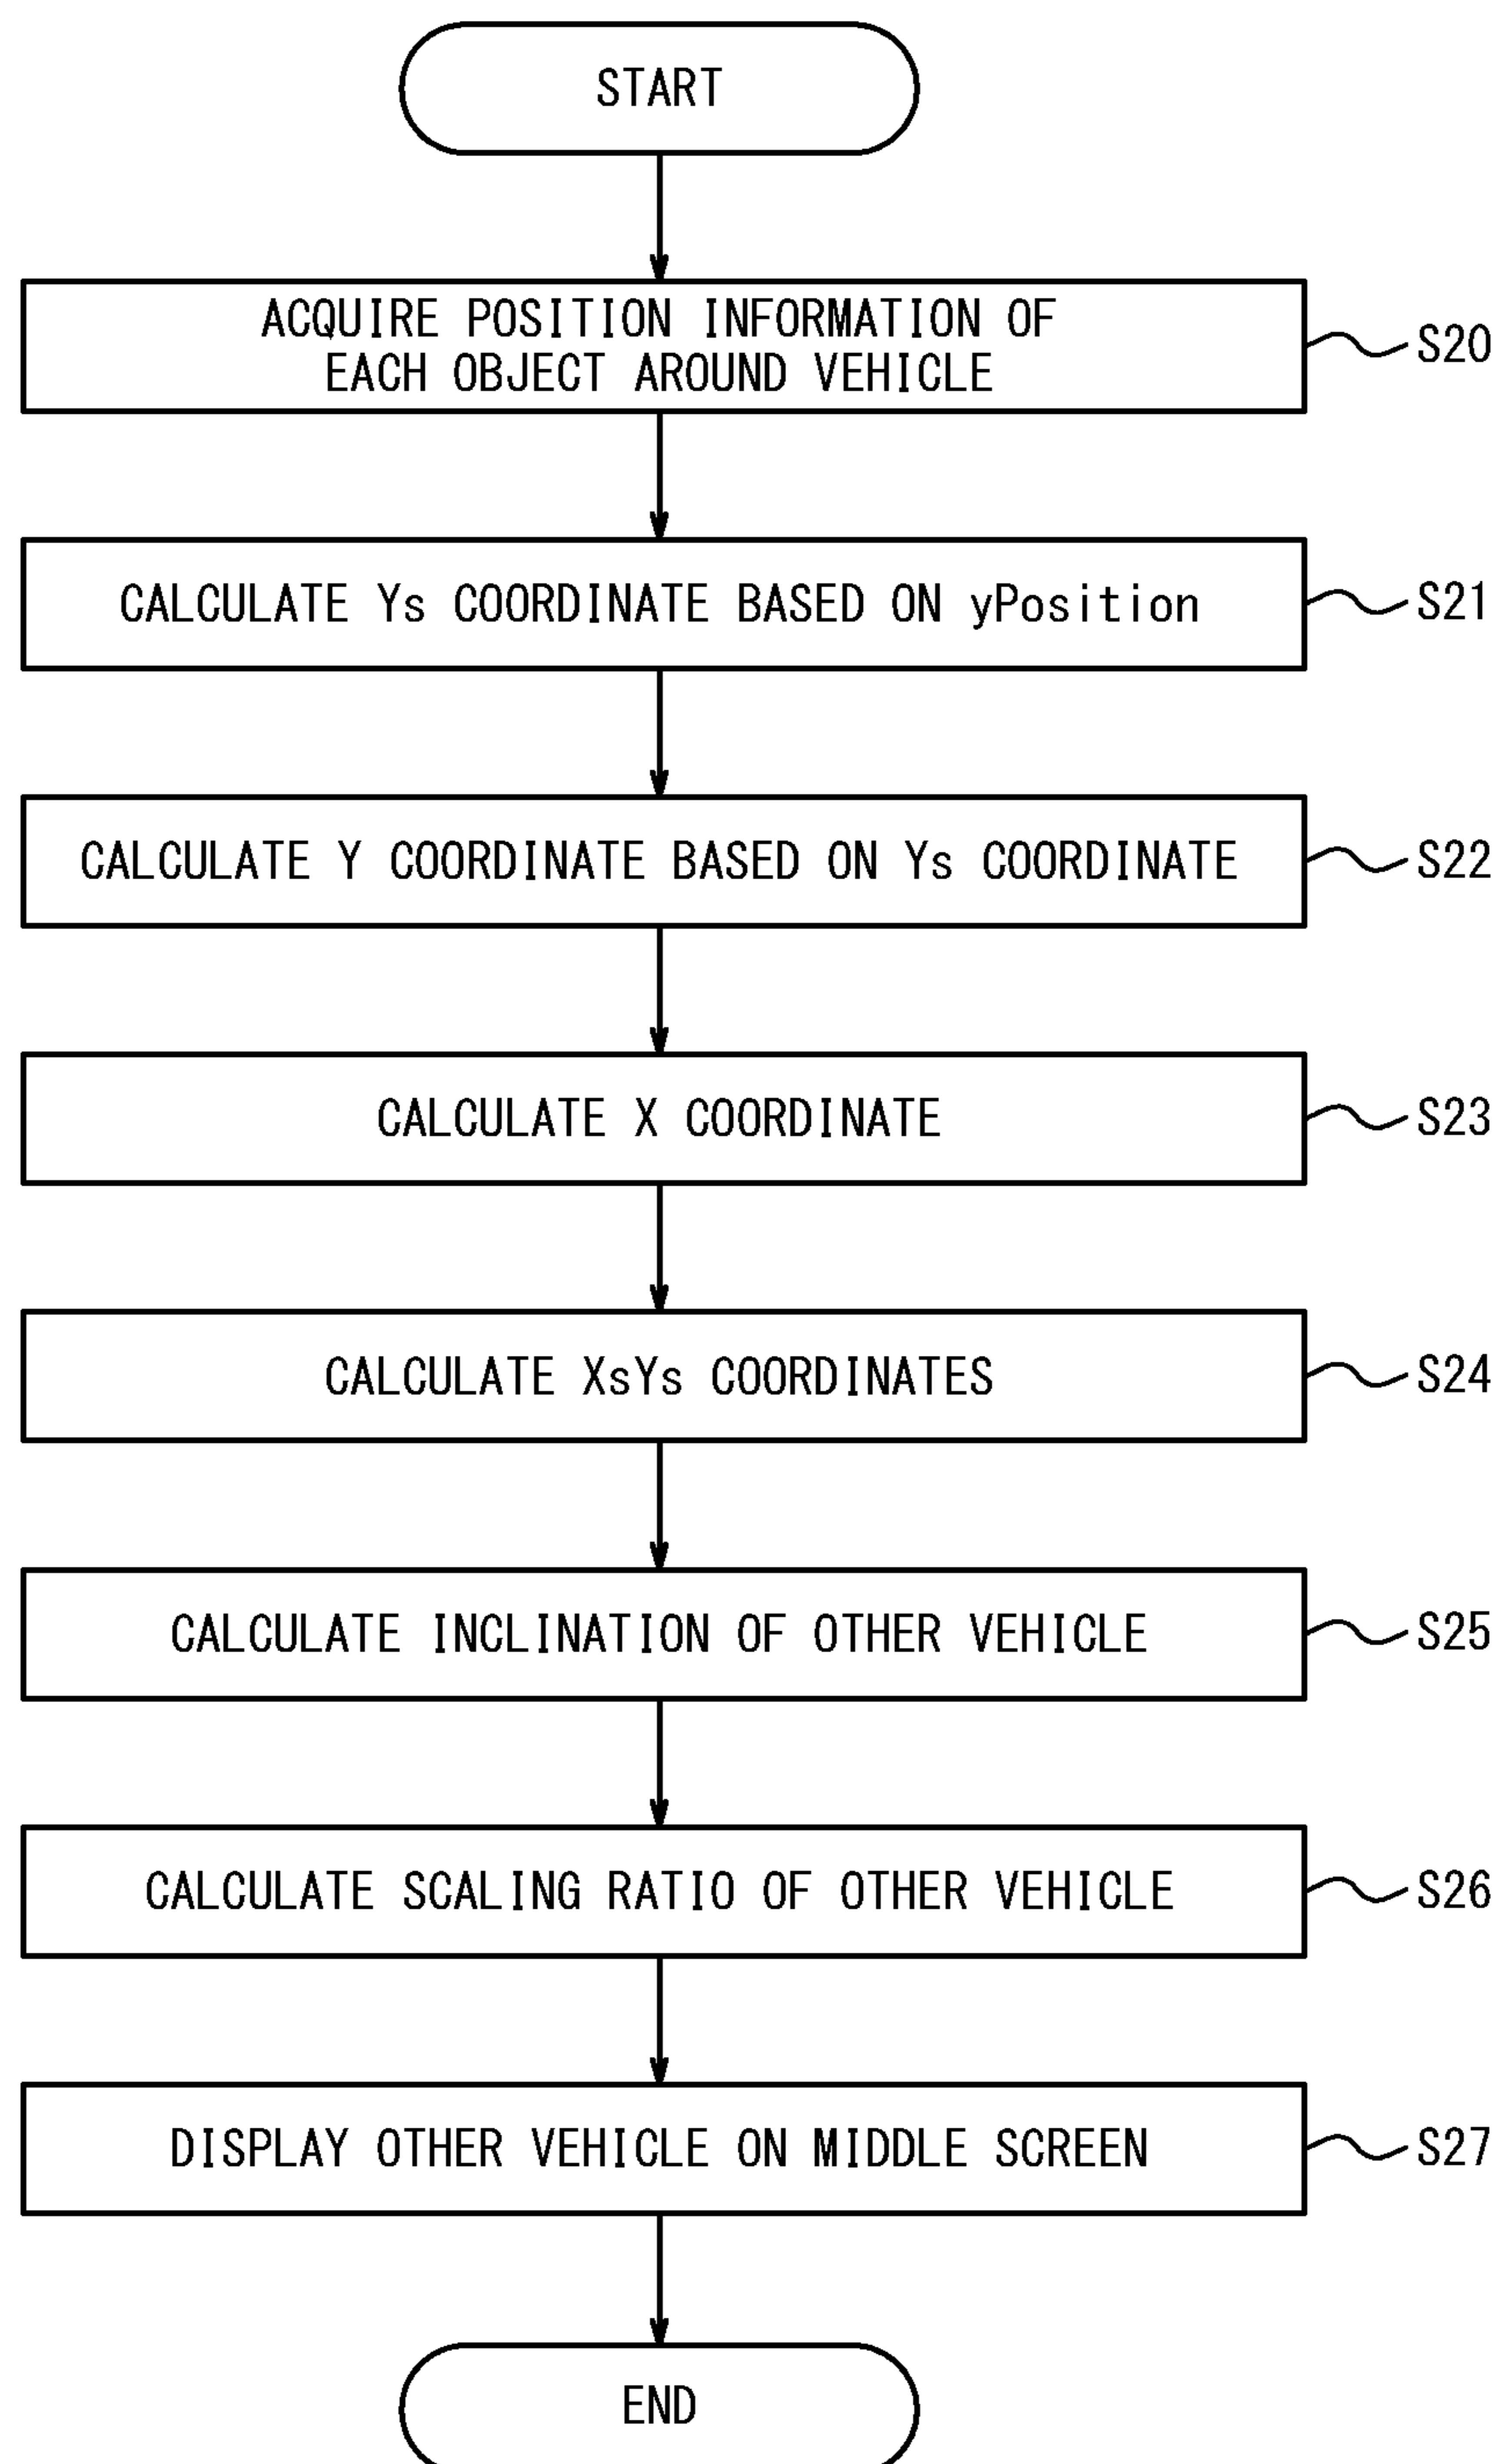 START
ACQUIRE POSITION INFORMATION OF
EACH OBJECT AROUND VEHICLE
S20
CALCULATE Ys COORDINATE BASED ON yPosition
S21
CALCULATE Y COORDINATE BASED ON Ys COORDINATE
S22
CALCULATE X COORDINATE
S23
CALCULATE XsYs COORDINATES
S24
CALCULATE INCLINATION OF OTHER VEHICLE
S25
CALCULATE SCALING RATIO OF OTHER VEHICLE
S26
DISPLAY OTHER VEHICLE ON MIDDLE SCREEN
S27
END